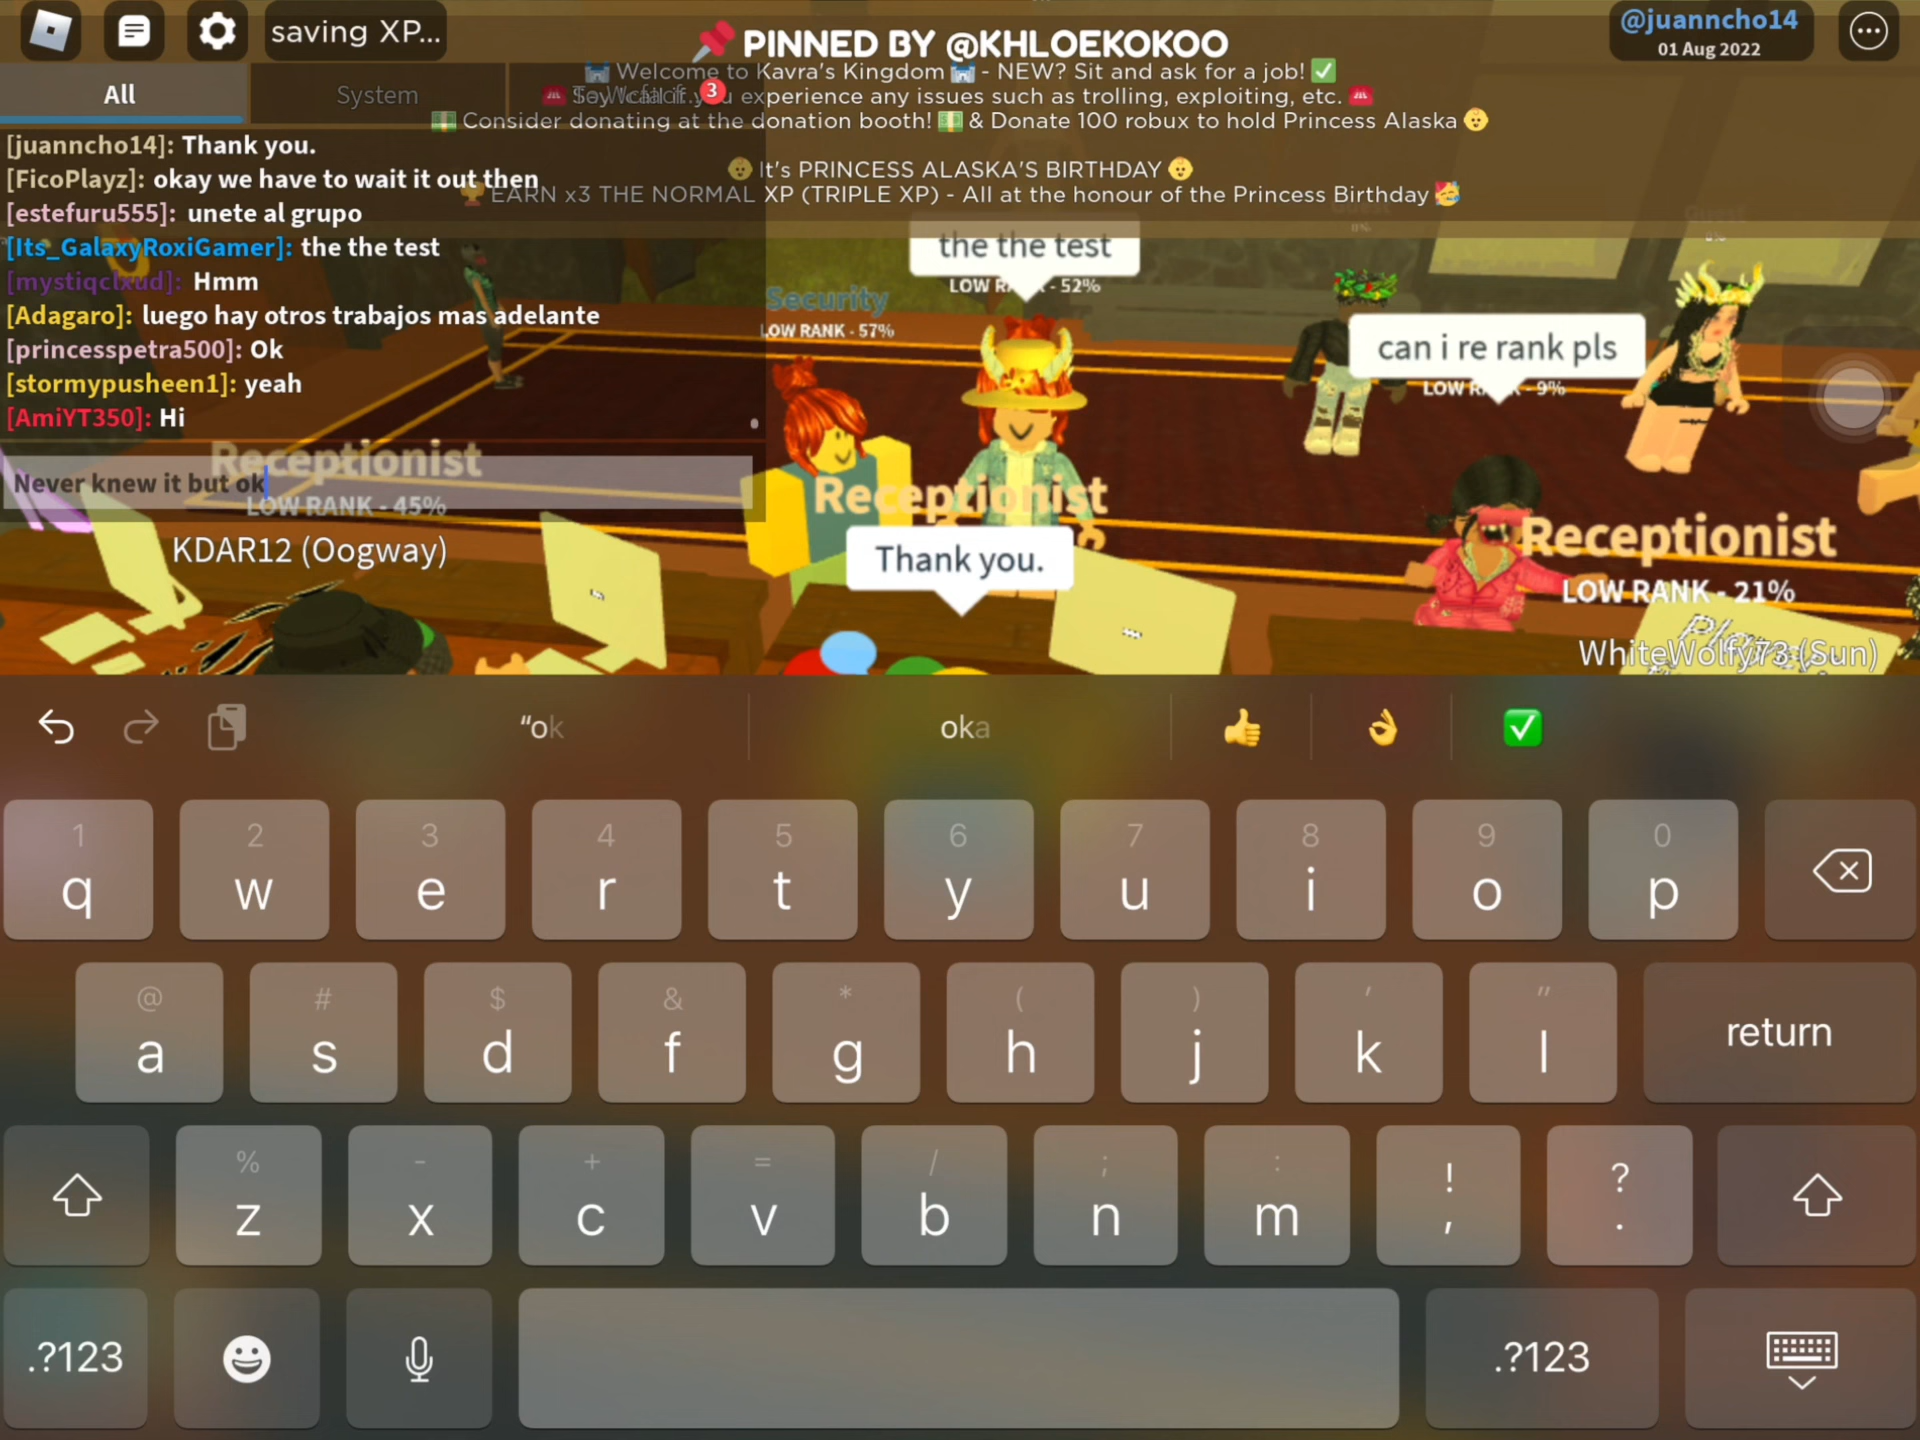 saving XP...
@juanncho14
01 Aug 2022
📌 PINNED BY @KHLOEKOKOO
🏰 Welcome to Kavra's Kingdom 🏰 - NEW? Sit and ask for a job! ✅
☎️ Say !call if you experience any issues such as trolling, exploiting, etc. ☎️
💵 Consider donating at the donation booth! 💵 & Donate 100 robux to hold Princess Alaska 👶
👶 It's PRINCESS ALASKA'S BIRTHDAY 👶
🏆 EARN x3 THE NORMAL XP (TRIPLE XP) - All at the honour of the Princess Birthday 🥳
All
System
3
[juanncho14]: Thank you.
[FicoPlayz]: okay we have to wait it out then
[estefuru555]: unete al grupo
[Its_GalaxyRoxiGamer]: the the test
[mystiqclxud]: Hmm
[Adagaro]: luego hay otros trabajos mas adelante
[princesspetra500]: Ok
[stormypusheen1]: yeah
[AmiYT350]: Hi
Never knew it but ok
Receptionist
LOW RANK - 45%
KDAR12 (Oogway)
the the test
LOW RANK - 52%
Security
LOW RANK - 57%
can i re rank pls
LOW RANK - 9%
Receptionist
Thank you.
Receptionist
LOW RANK - 21%
WhiteWolfy73 (Sun)
“ok
oka
👍
👌
✅
1 2 3 4 5 6 7 8 9 0
q w e r t y u i o p
@ # $ & * ( ) ' "
a s d f g h j k l return
% - + = / ; : ! ?
z x c v b n m , .
.?123
.?123